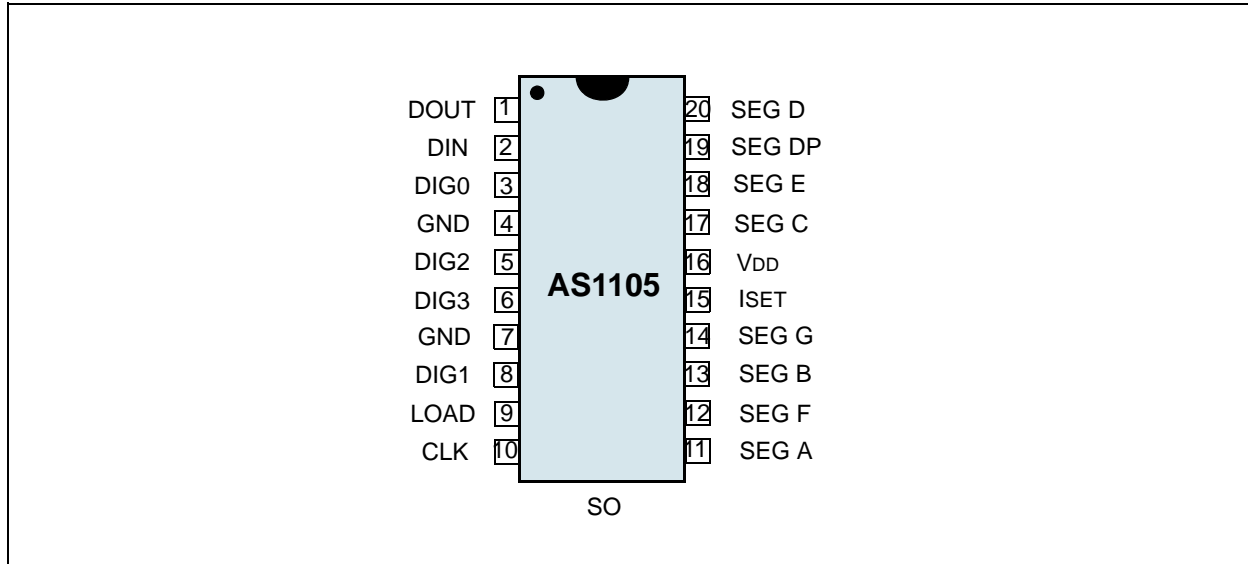 DOUT 1 20 SEG D
DIN 2 19 SEG DP
DIG0 3 18 SEG E
GND 4 17 SEG C
DIG2 5 16 VDD
AS1105
DIG3 6 15 ISET
GND 7 14 SEG G
DIG1 8 13 SEG B
LOAD 9 12 SEG F
CLK 10 11 SEG A
SO